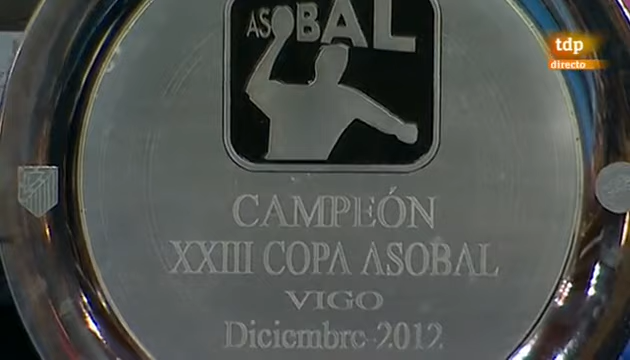 ASOBAL
tdp
directo
CAMPEÓN
XXIII COPA ASOBAL
VIGO
Diciembre 2012